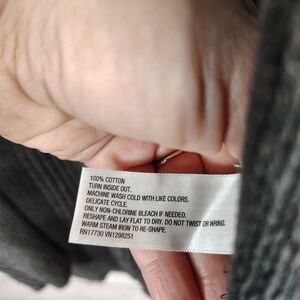 100% COTTON
TURN INSIDE OUT.
MACHINE WASH COLD WITH LIKE COLORS.
DELICATE CYCLE.
ONLY NON-CHLORINE BLEACH IF NEEDED.
RESHAPE AND LAY FLAT TO DRY. DO NOT TWIST OR WRING.
WARM STEAM IRON TO RE-SHAPE.
RN17730 VN1298251